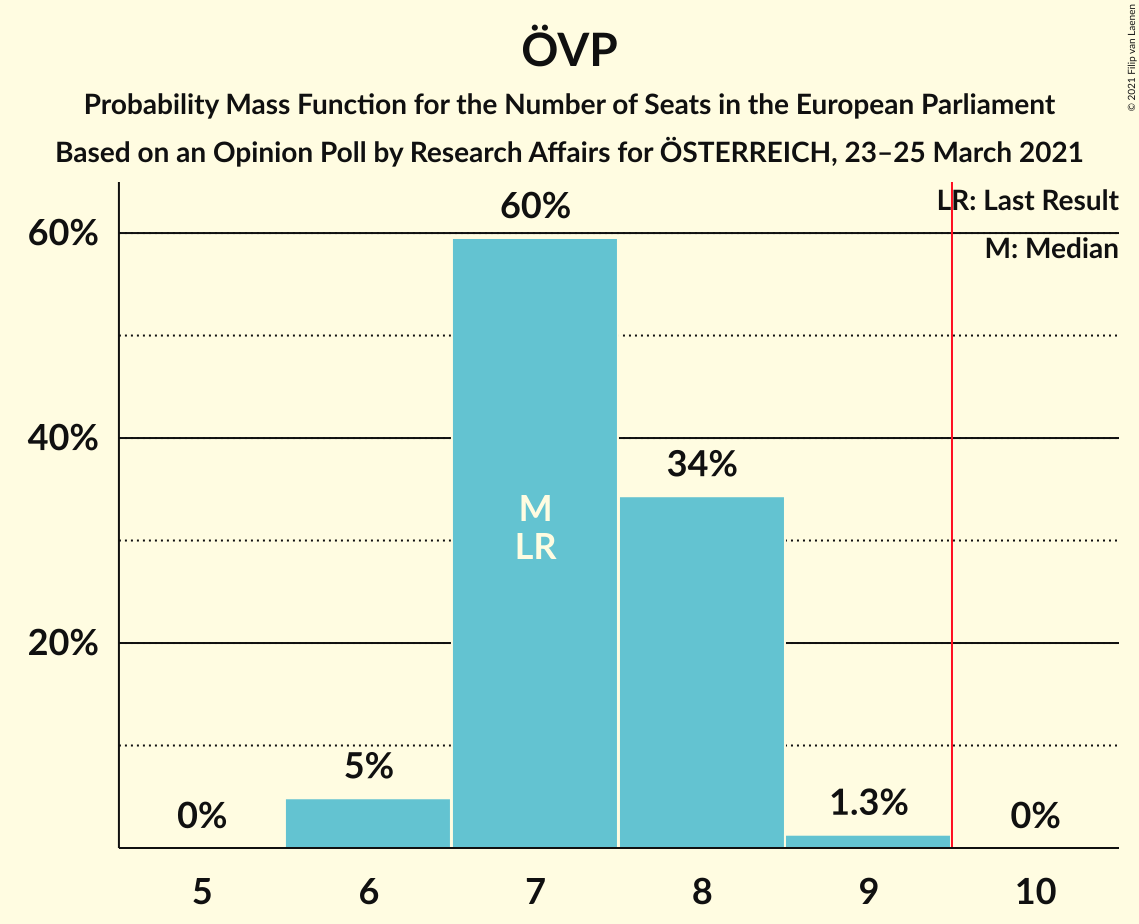 ÖVP
Probability Mass Function for the Number of Seats in the European Parliament
Based on an Opinion Poll by Research Affairs for ÖSTERREICH, 23–25 March 2021
© 2021 Filip van Laenen
LR: Last Result
M: Median
60%
40%
20%
0%
5%
60%
M
LR
34%
1.3%
0%
5
6
7
8
9
10